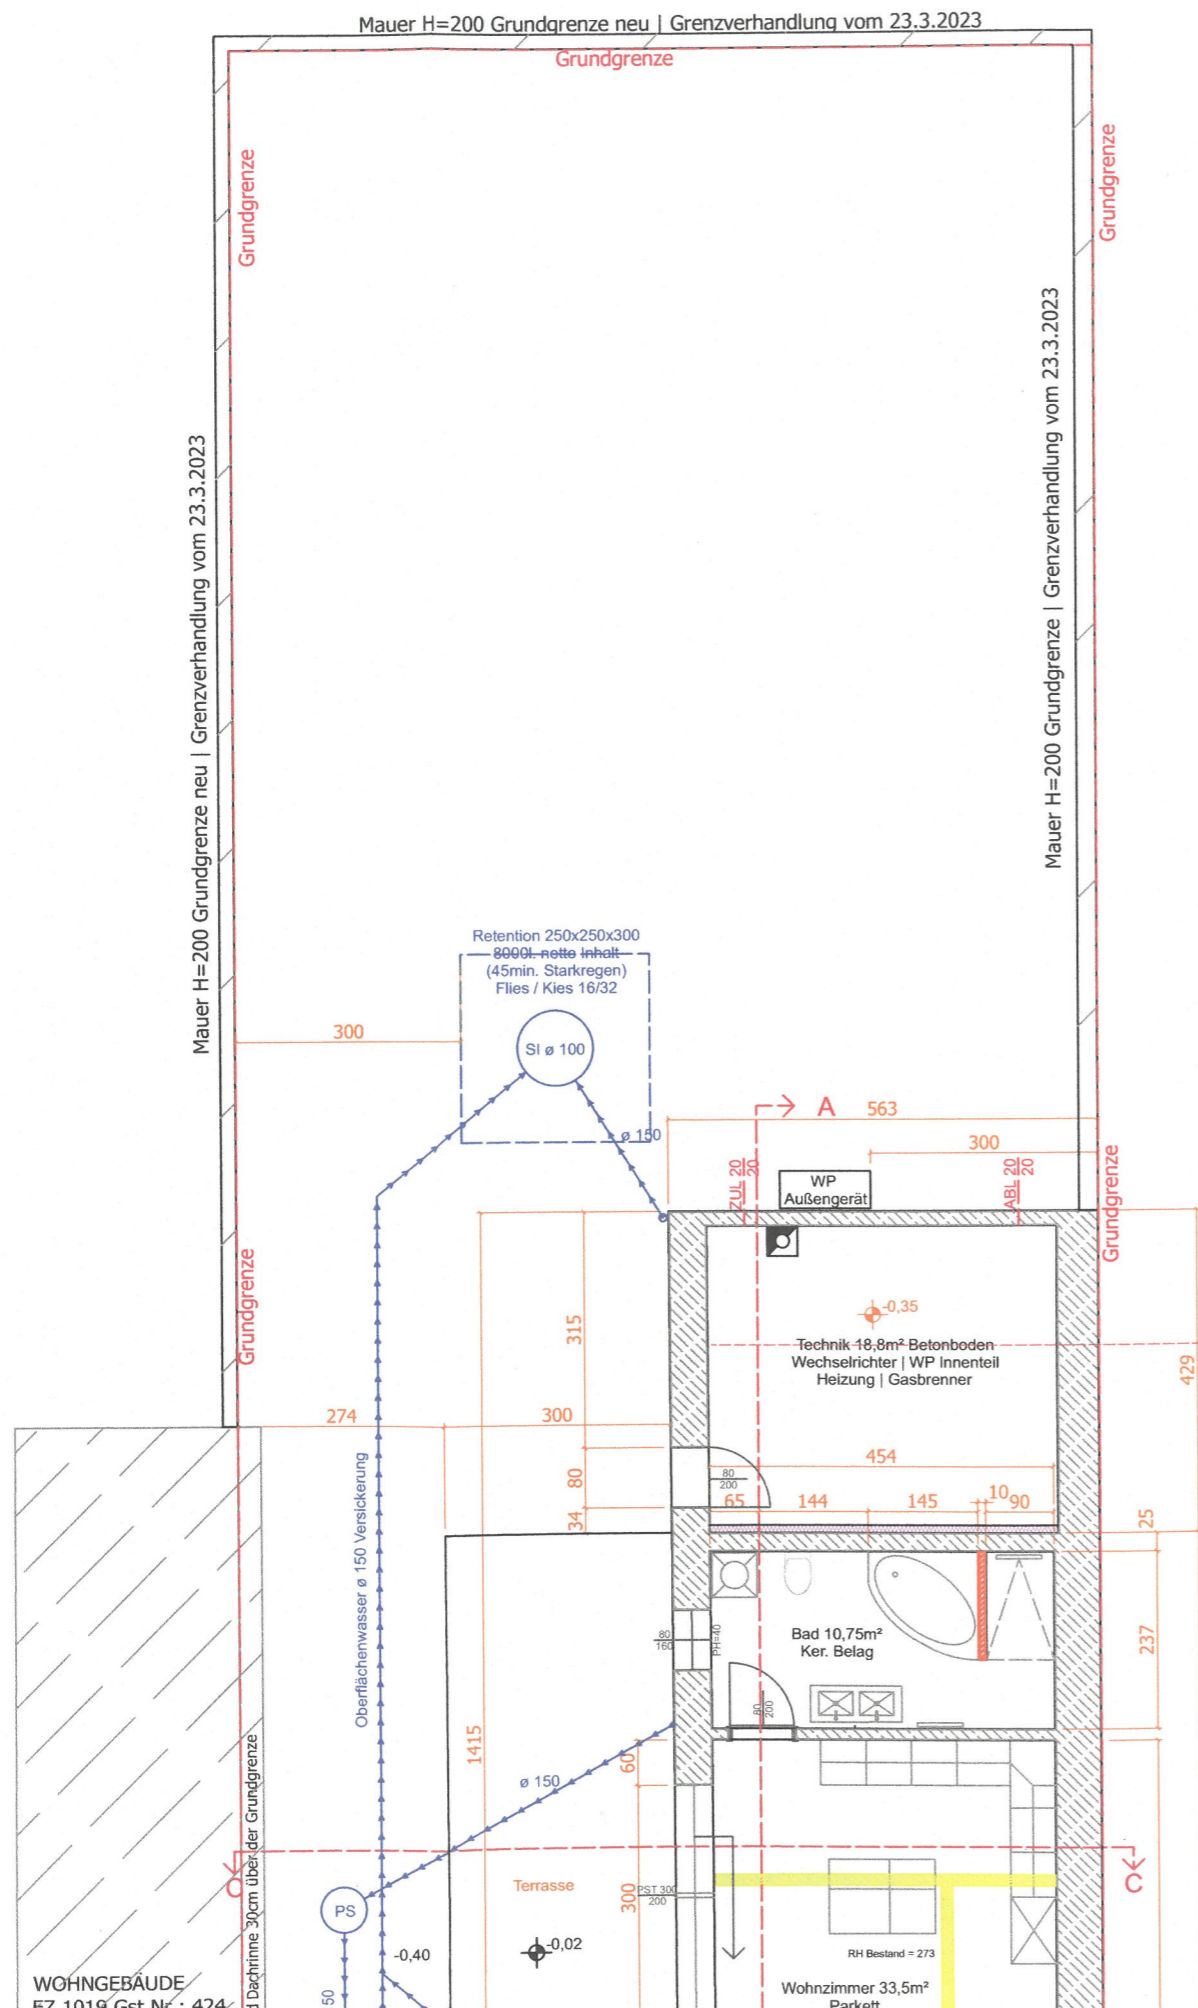 Mauer H=200 Grundgrenze neu | Grenzverhandlung vom 23.3.2023
Grundgrenze
Grundgrenze
Grundgrenze
Mauer H=200 Grundgrenze | Grenzverhandlung vom 23.3.2023
Mauer H=200 Grundgrenze neu | Grenzverhandlung vom 23.3.2023
Retention 250x250x300
8000l. netto Inhalt
(45min. Starkregen)
Flies / Kies 16/32
300
SI ø 100
ø 150
A
563
300
ZUL 20
20
WP
Außengerät
ABL 20
20
Grundgrenze
Grundgrenze
315
-0,35
Technik 18,8m² Betonboden
Wechselrichter | WP Innenteil
Heizung | Gasbrenner
429
274
300
454
80
80
200
65
144
145
10
90
34
25
Oberflächenwasser ø 150 Versickerung
Bad 10,75m²
Ker. Belag
80
160
PH=40
237
80
200
1415
60
ø 150
d Dachrinne 30cm über der Grundgrenze
C
C
Terrasse
300
PST 300
200
PS
-0,40
-0,02
RH Bestand = 273
WOHNGEBÄUDE
EZ 1019 Gst Nr.: 424
50
Wohnzimmer 33,5m²
Parkett